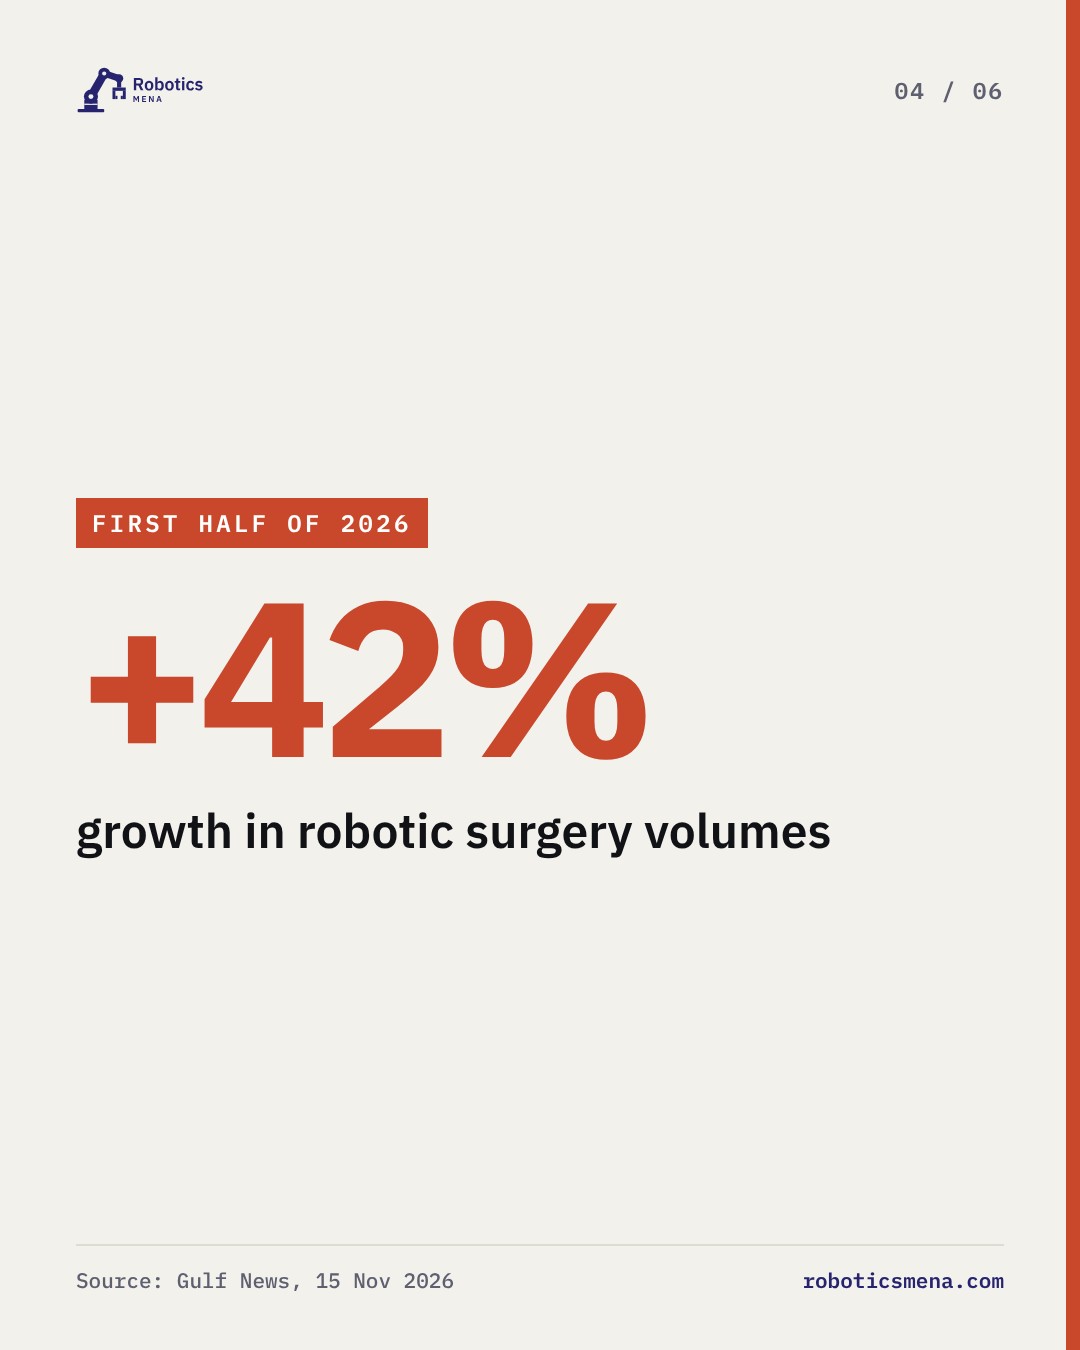 Robotics
MENA
04 / 06
FIRST HALF OF 2026
+42%
growth in robotic surgery volumes
Source: Gulf News, 15 Nov 2026
roboticsmena.com